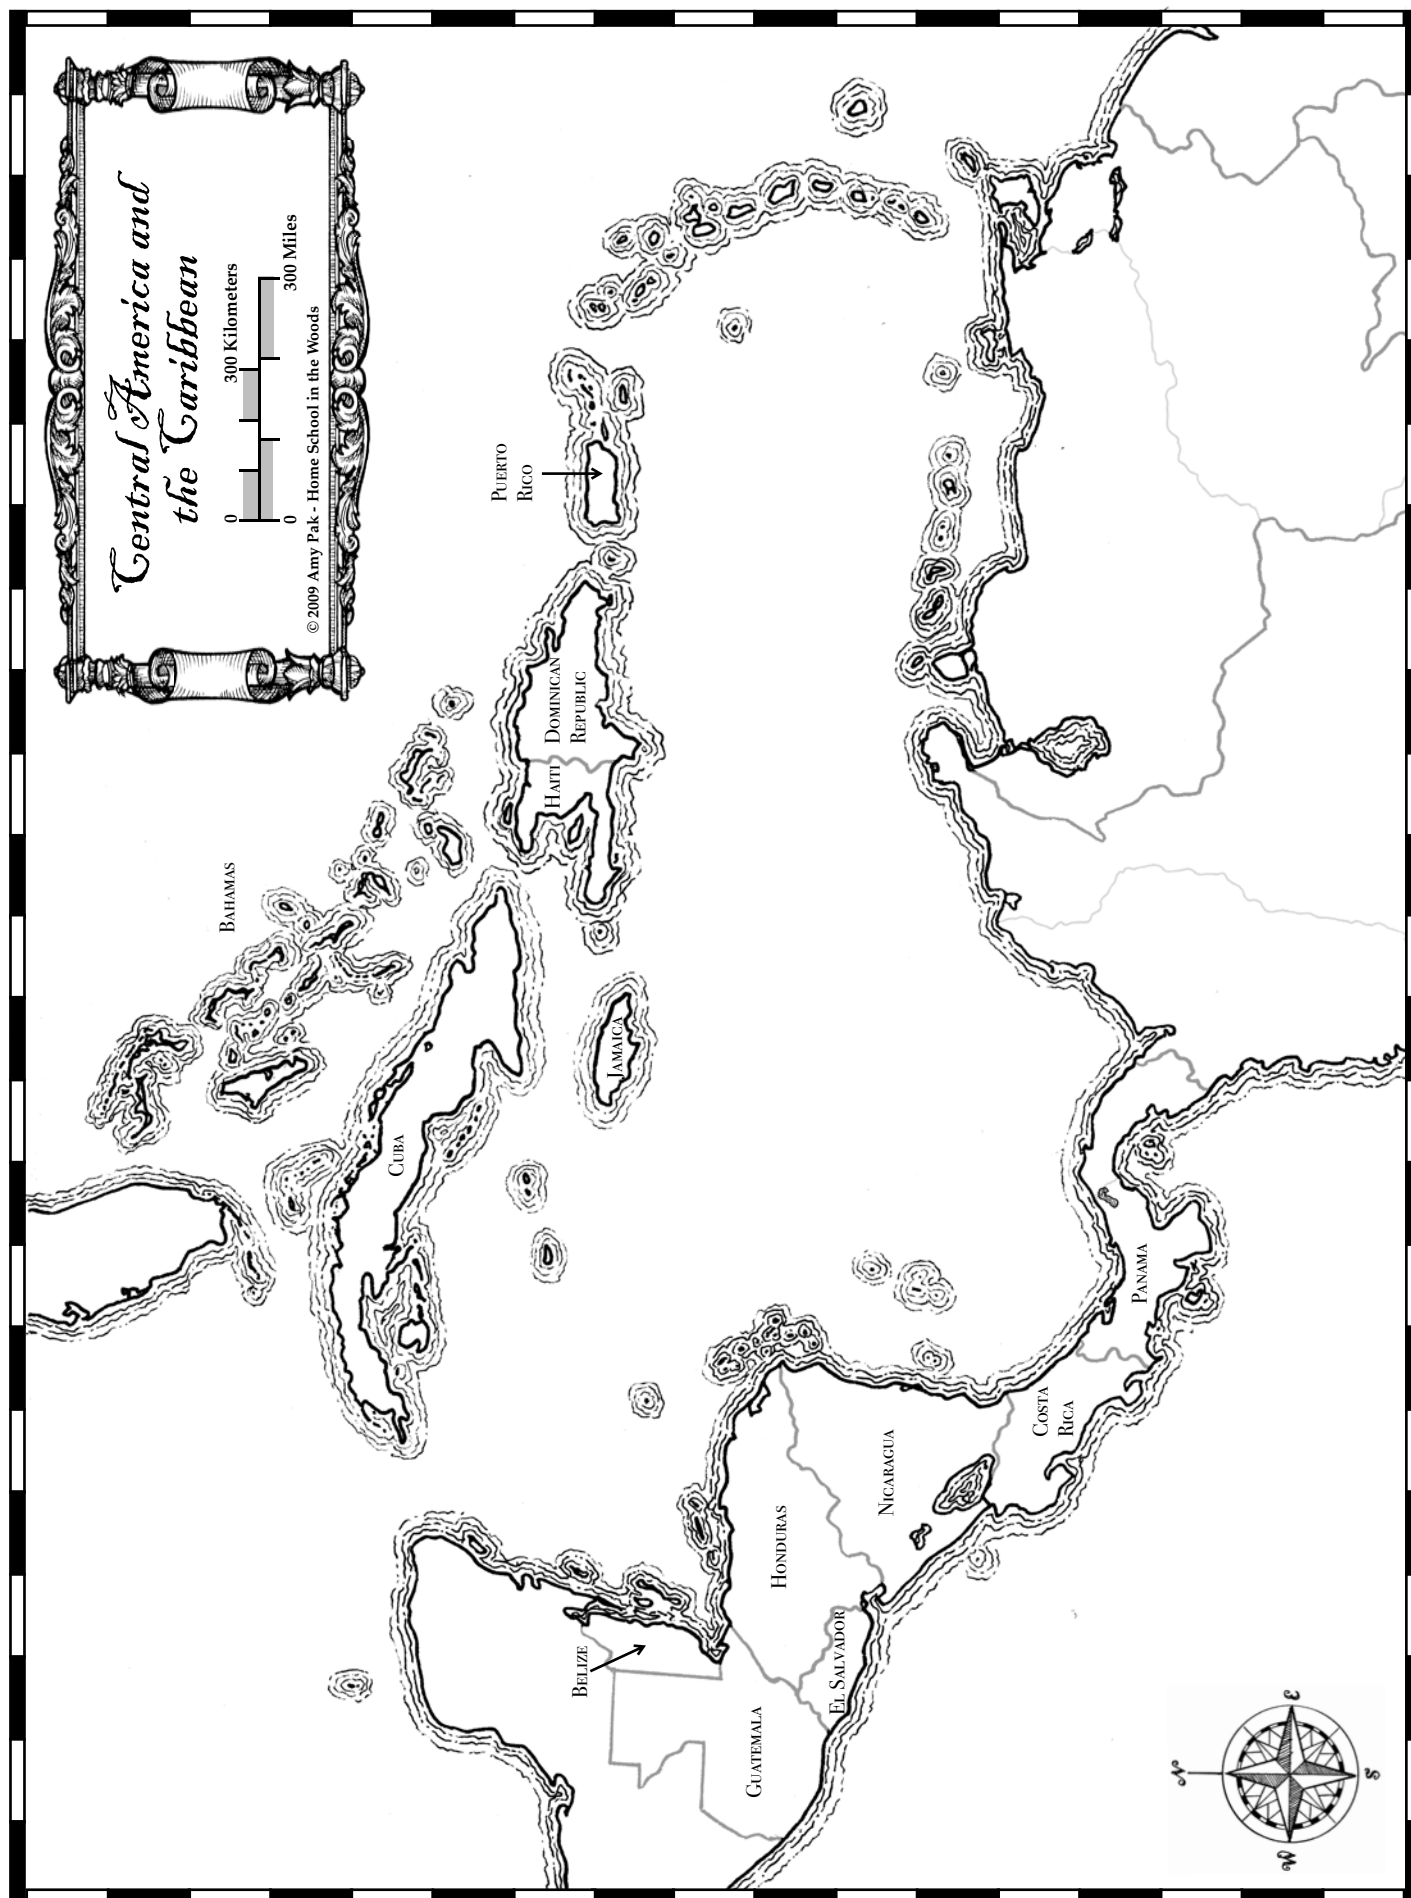 Central America and
the Caribbean
0 300 Kilometers
0 300 Miles
© 2009 Amy Pak - Home School in the Woods
BAHAMAS
CUBA
HAITI
DOMINICAN
REPUBLIC
PUERTO
RICO
JAMAICA
BELIZE
GUATEMALA
HONDURAS
EL SALVADOR
NICARAGUA
COSTA
RICA
PANAMA
N
W
E
S